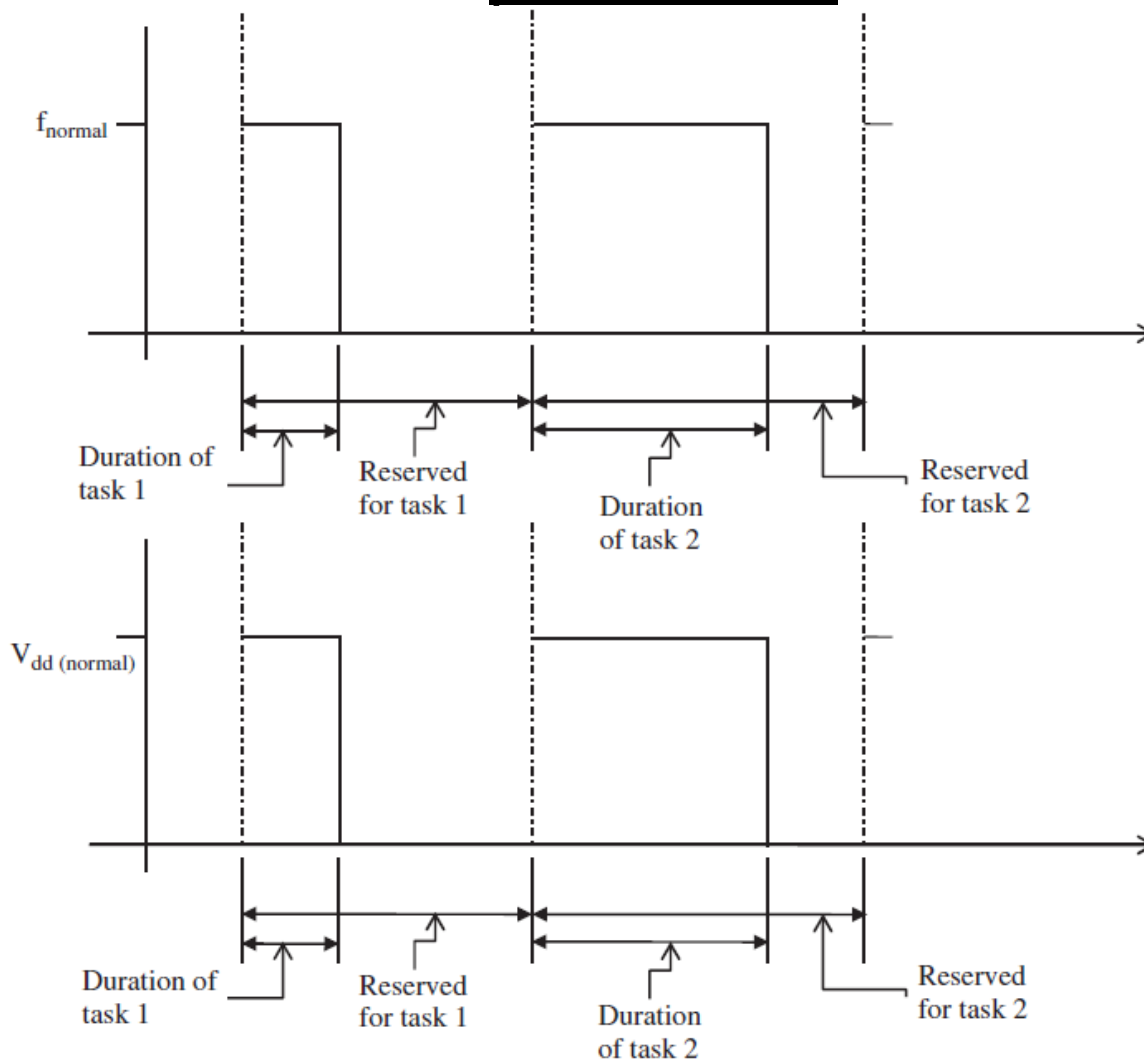 f_normal
Duration of
task 1
Reserved
for task 1
Duration
of task 2
Reserved
for task 2
V_dd (normal)
Duration of
task 1
Reserved
for task 1
Duration
of task 2
Reserved
for task 2